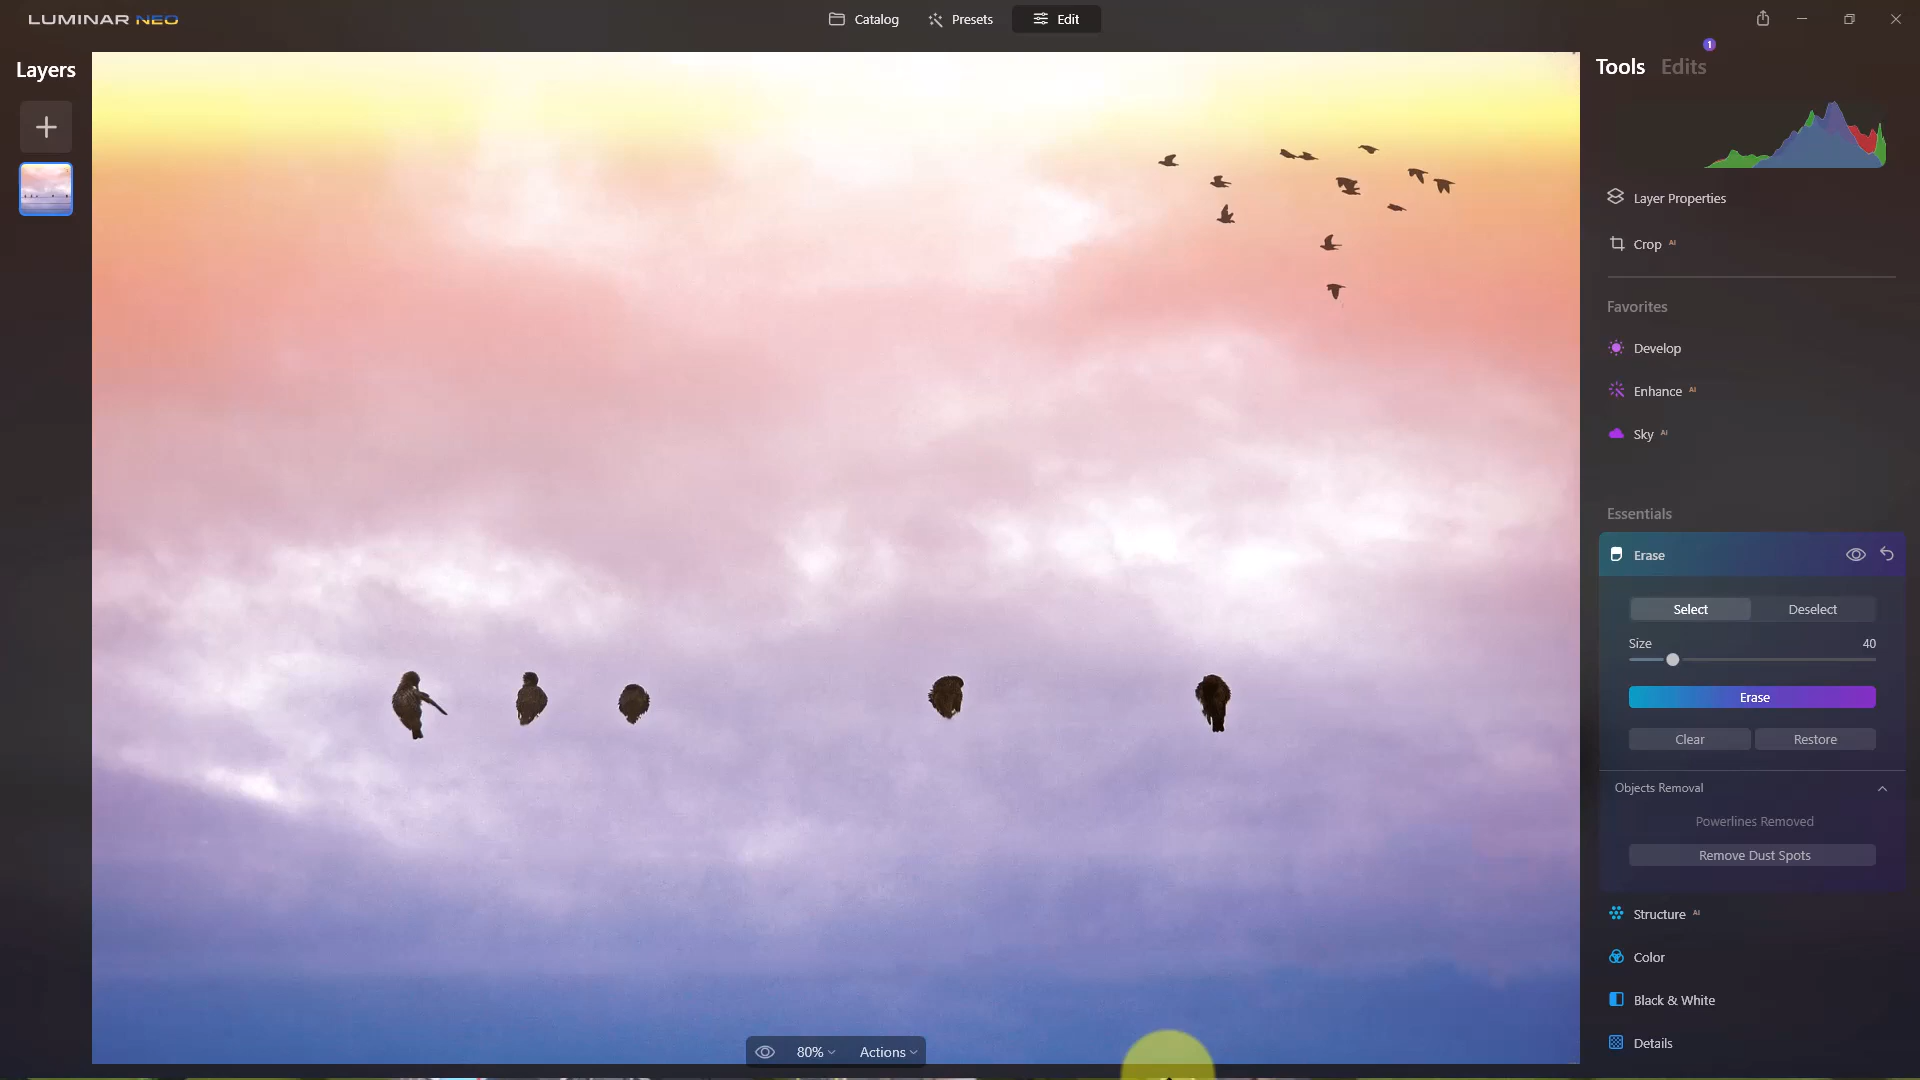 LUMINAR NEO
Catalog
Presets
Edit
Layers
1
Tools
Edits
Layer Properties
Crop AI
Favorites
Develop
Enhance AI
Sky AI
Essentials
Erase
Select
Deselect
Size
40
Erase
Clear
Restore
Objects Removal
Powerlines Removed
Remove Dust Spots
Structure AI
Color
Black & White
Details
80%
Actions